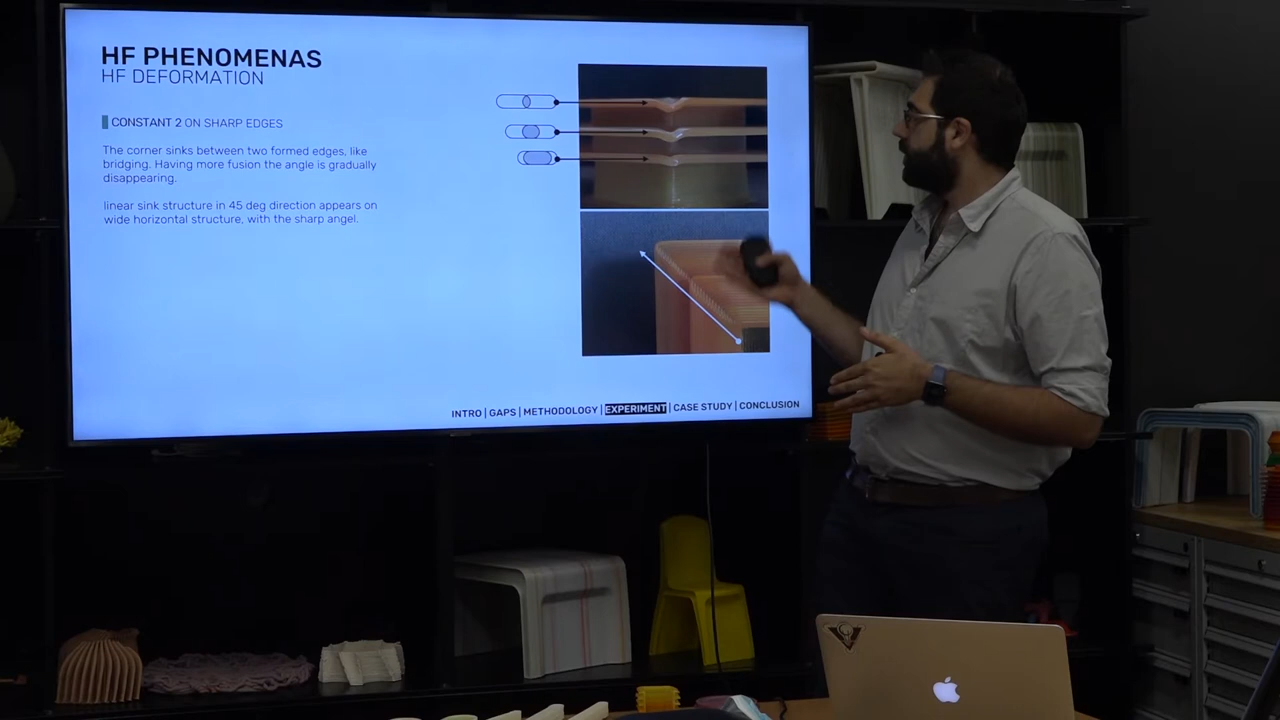 HF PHENOMENAS
HF DEFORMATION
CONSTANT 2 ON SHARP EDGES
The corner sinks between two formed edges, like
bridging. Having more fusion the angle is gradually
disappearing.
linear sink structure in 45 deg direction appears on
wide horizontal structure, with the sharp angel.
INTRO | GAPS | METHODOLOGY | EXPERIMENT | CASE STUDY | CONCLUSION